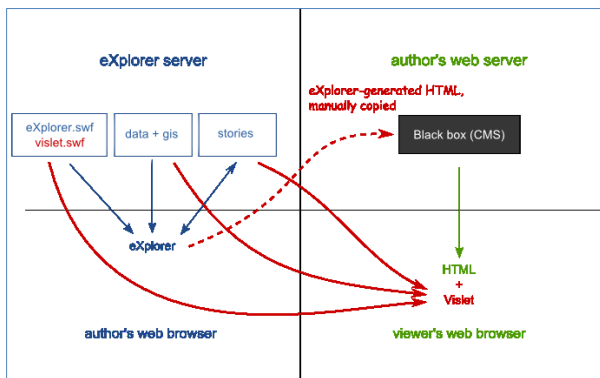 eXplorer server
author's web server
eXplorer-generated HTML,
manually copied
eXplorer.swf
vislet.swf
data + gis
stories
Black box (CMS)
eXplorer
HTML
+
Vislet
author's web browser
viewer's web browser